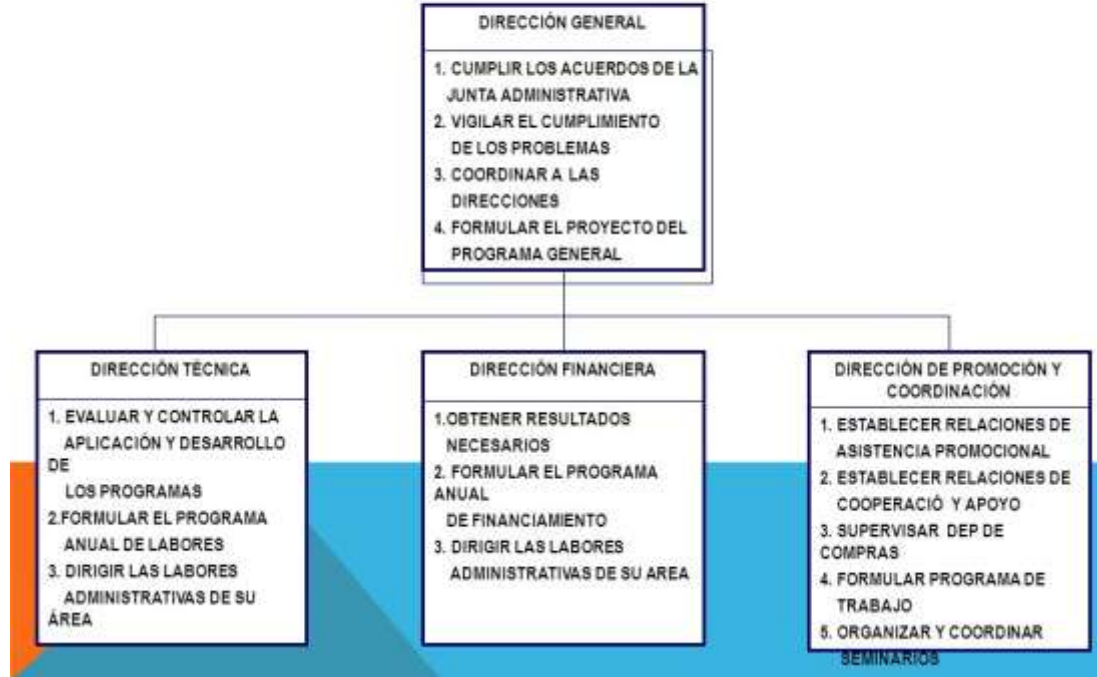 DIRECCIÓN GENERAL
1. CUMPLIR LOS ACUERDOS DE LA
JUNTA ADMINISTRATIVA
2. VIGILAR EL CUMPLIMIENTO
DE LOS PROBLEMAS
3. COORDINAR A LAS
DIRECCIONES
4. FORMULAR EL PROYECTO DEL
PROGRAMA GENERAL
DIRECCIÓN TÉCNICA
1. EVALUAR Y CONTROLAR LA
APLICACIÓN Y DESARROLLO
DE
LOS PROGRAMAS
2.FORMULAR EL PROGRAMA
ANUAL DE LABORES
3. DIRIGIR LAS LABORES
ADMINISTRATIVAS DE SU
ÁREA
DIRECCIÓN FINANCIERA
1.OBTENER RESULTADOS
NECESARIOS
2. FORMULAR EL PROGRAMA
ANUAL
DE FINANCIAMIENTO
3. DIRIGIR LAS LABORES
ADMINISTRATIVAS DE SU AREA
DIRECCIÓN DE PROMOCIÓN Y
COORDINACIÓN
1. ESTABLECER RELACIONES DE
ASISTENCIA PROMOCIONAL
2. ESTABLECER RELACIONES DE
COOPERACIÓ Y APOYO
3. SUPERVISAR DEP DE
COMPRAS
4. FORMULAR PROGRAMA DE
TRABAJO
5. ORGANIZAR Y COORDINAR
SEMINARIOS